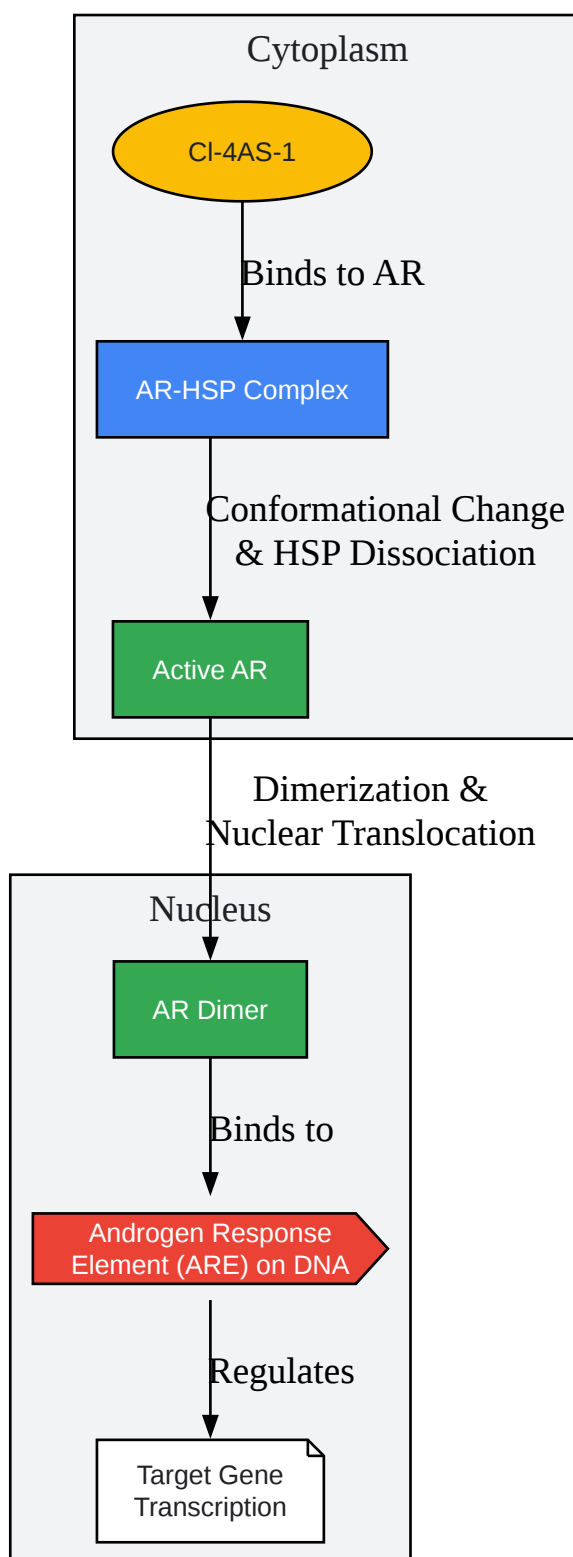 Cytoplasm
Cl-4AS-1
Binds to AR
AR-HSP Complex
Conformational Change
& HSP Dissociation
Active AR
Dimerization &
Nuclear Translocation
Nucleus
AR Dimer
Binds to
Androgen Response
Element (ARE) on DNA
Regulates
Target Gene
Transcription